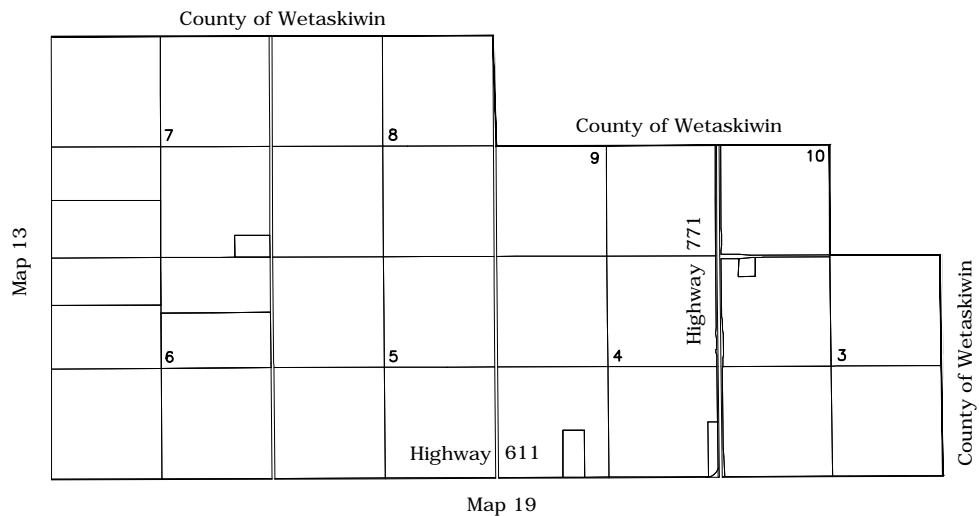 County of Wetaskiwin
County of Wetaskiwin
7
8
9
10
Map 13
Highway 771
6
5
4
3
County of Wetaskiwin
Highway 611
Map 19